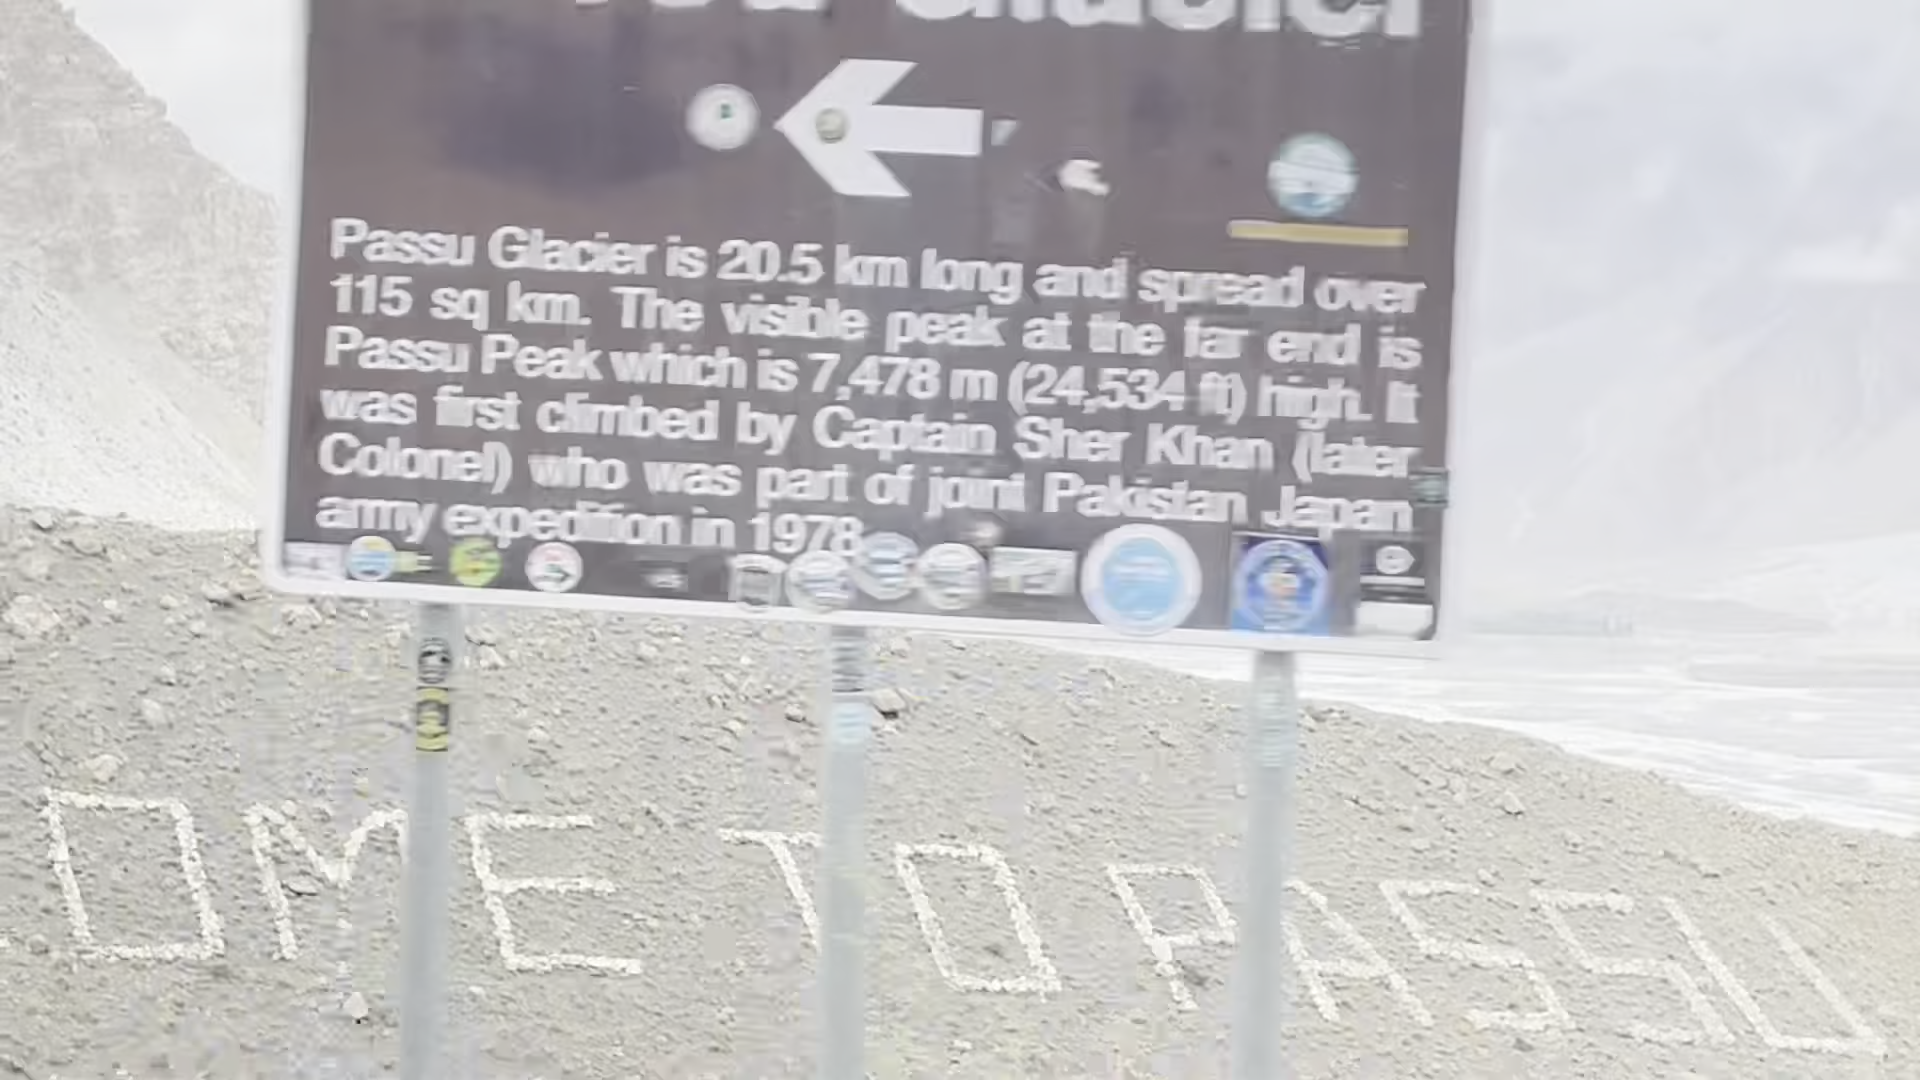 Glacier
Passu Glacier is 20.5 km long and spread over
115 sq km. The visible peak at the far end is
Passu Peak which is 7,478 m (24,534 ft) high. It
was first climbed by Captain Sher Khan (later
Colonel) who was part of joint Pakistan Japan
army expedition in 1978
OME TO PASSU